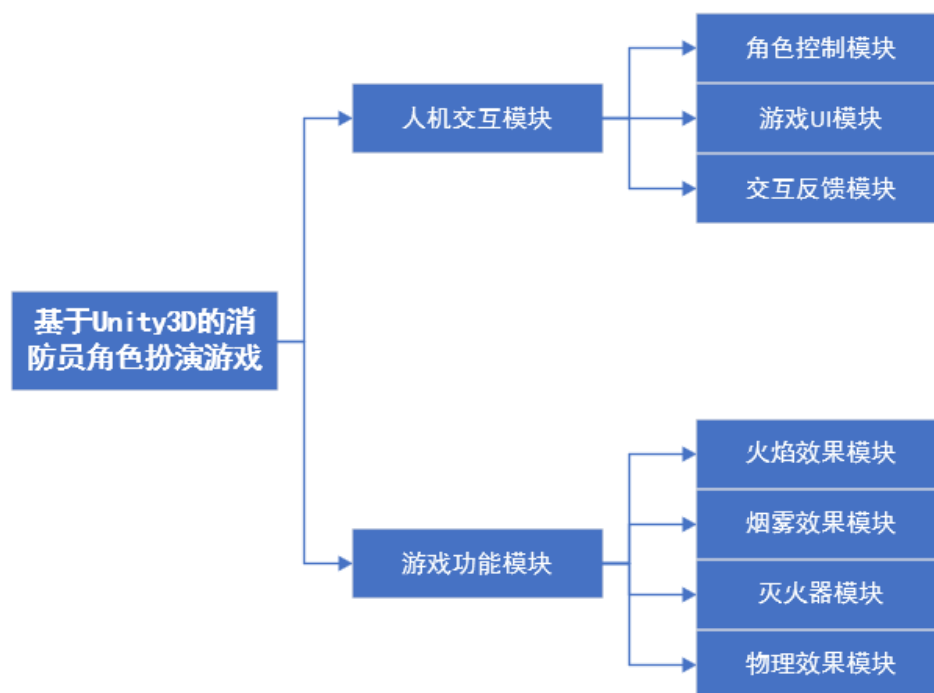 角色控制模块
人机交互模块
游戏UI模块
交互反馈模块
基于Unity3D的消
防员角色扮演游戏
火焰效果模块
烟雾效果模块
游戏功能模块
灭火器模块
物理效果模块